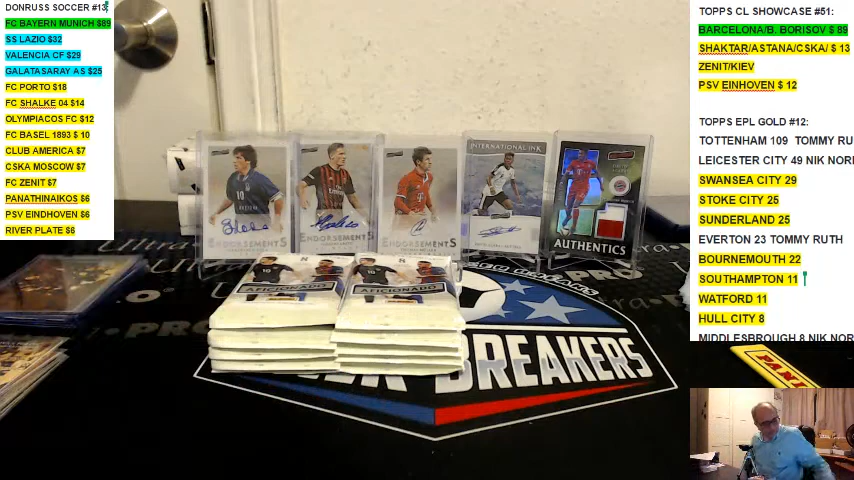 DONRUSS SOCCER #13
FC BAYERN MUNICH $89
SS LAZIO $32
VALENCIA CF $29
GALATASARAY AS $25
FC PORTO $18
FC SHALKE 04 $14
OLYMPIACOS FC $12
FC BASEL 1893 $ 10
CLUB AMERICA $7
CSKA MOSCOW $7
FC ZENIT $7
PANATHINAIKOS $6
PSV EINDHOVEN $6
RIVER PLATE $6
ENDORSEMENTS
ENDORSEMENTS
ENDORSEMENTS
INTERNATIONAL INK
AUTHENTICS
AFICIONADO
AFICIONADO
BREAKERS
TOPPS CL SHOWCASE #51:
BARCELONA/B. BORISOV $ 89
SHAKTAR/ASTANA/CSKA/ $ 13
ZENIT/KIEV
PSV EINHOVEN $ 12
TOPPS EPL GOLD #12:
TOTTENHAM 109 TOMMY RU
LEICESTER CITY 49 NIK NOR
SWANSEA CITY 29
STOKE CITY 25
SUNDERLAND 25
EVERTON 23 TOMMY RUTH
BOURNEMOUTH 22
SOUTHAMPTON 11
WATFORD 11
HULL CITY 8
MIDDLESBROUGH 8 NIK NOR
PANINI